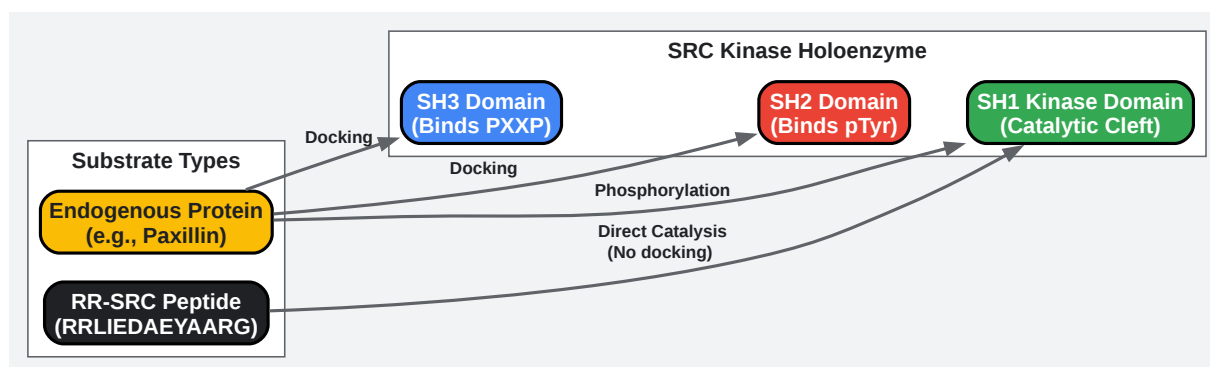 SRC Kinase Holoenzyme
SH3 Domain
(Binds PXXP)
SH2 Domain
(Binds pTyr)
SH1 Kinase Domain
(Catalytic Cleft)
Docking
Docking
Phosphorylation
Direct Catalysis
(No docking)
Substrate Types
Endogenous Protein
(e.g., Paxillin)
RR-SRC Peptide
(RRLIEDAEYAARG)